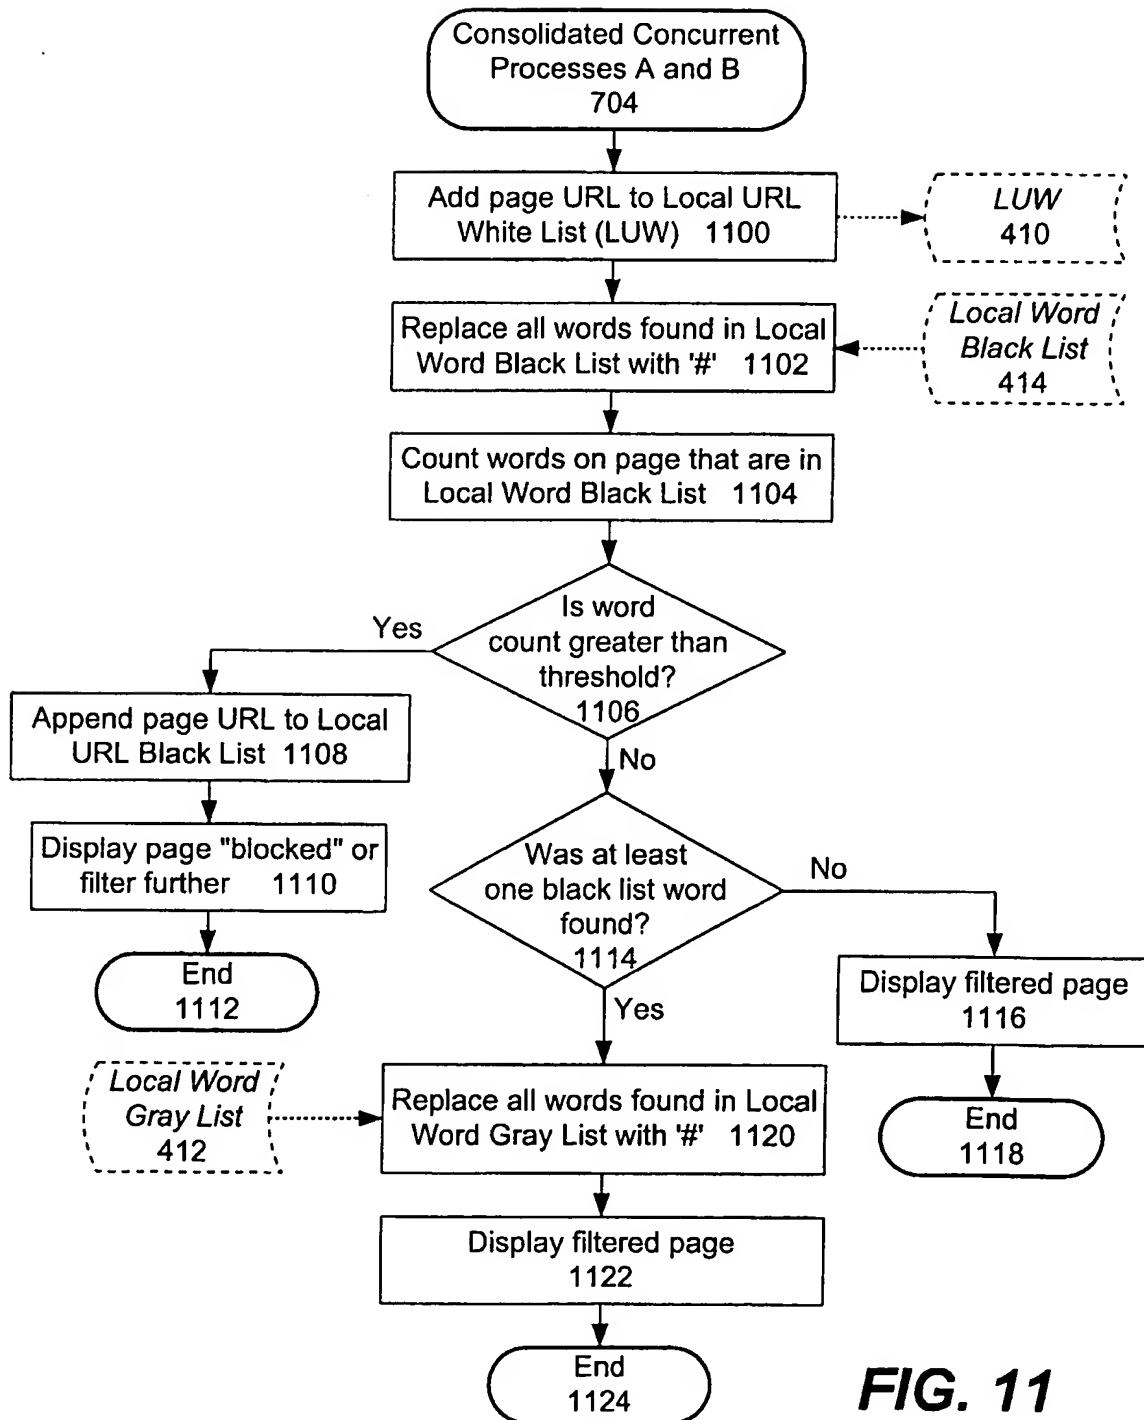 Consolidated Concurrent
Processes A and B
704
Add page URL to Local URL
White List (LUW) 1100
LUW
410
Replace all words found in Local
Word Black List with '#' 1102
Local Word
Black List
414
Count words on page that are in
Local Word Black List 1104
Is word
count greater than
threshold?
1106
Yes
No
Append page URL to Local
URL Black List 1108
Display page "blocked" or
filter further 1110
End
1112
Was at least
one black list word
found?
1114
No
Yes
Display filtered page
1116
End
1118
Local Word
Gray List
412
Replace all words found in Local
Word Gray List with '#' 1120
Display filtered page
1122
End
1124
FIG. 11